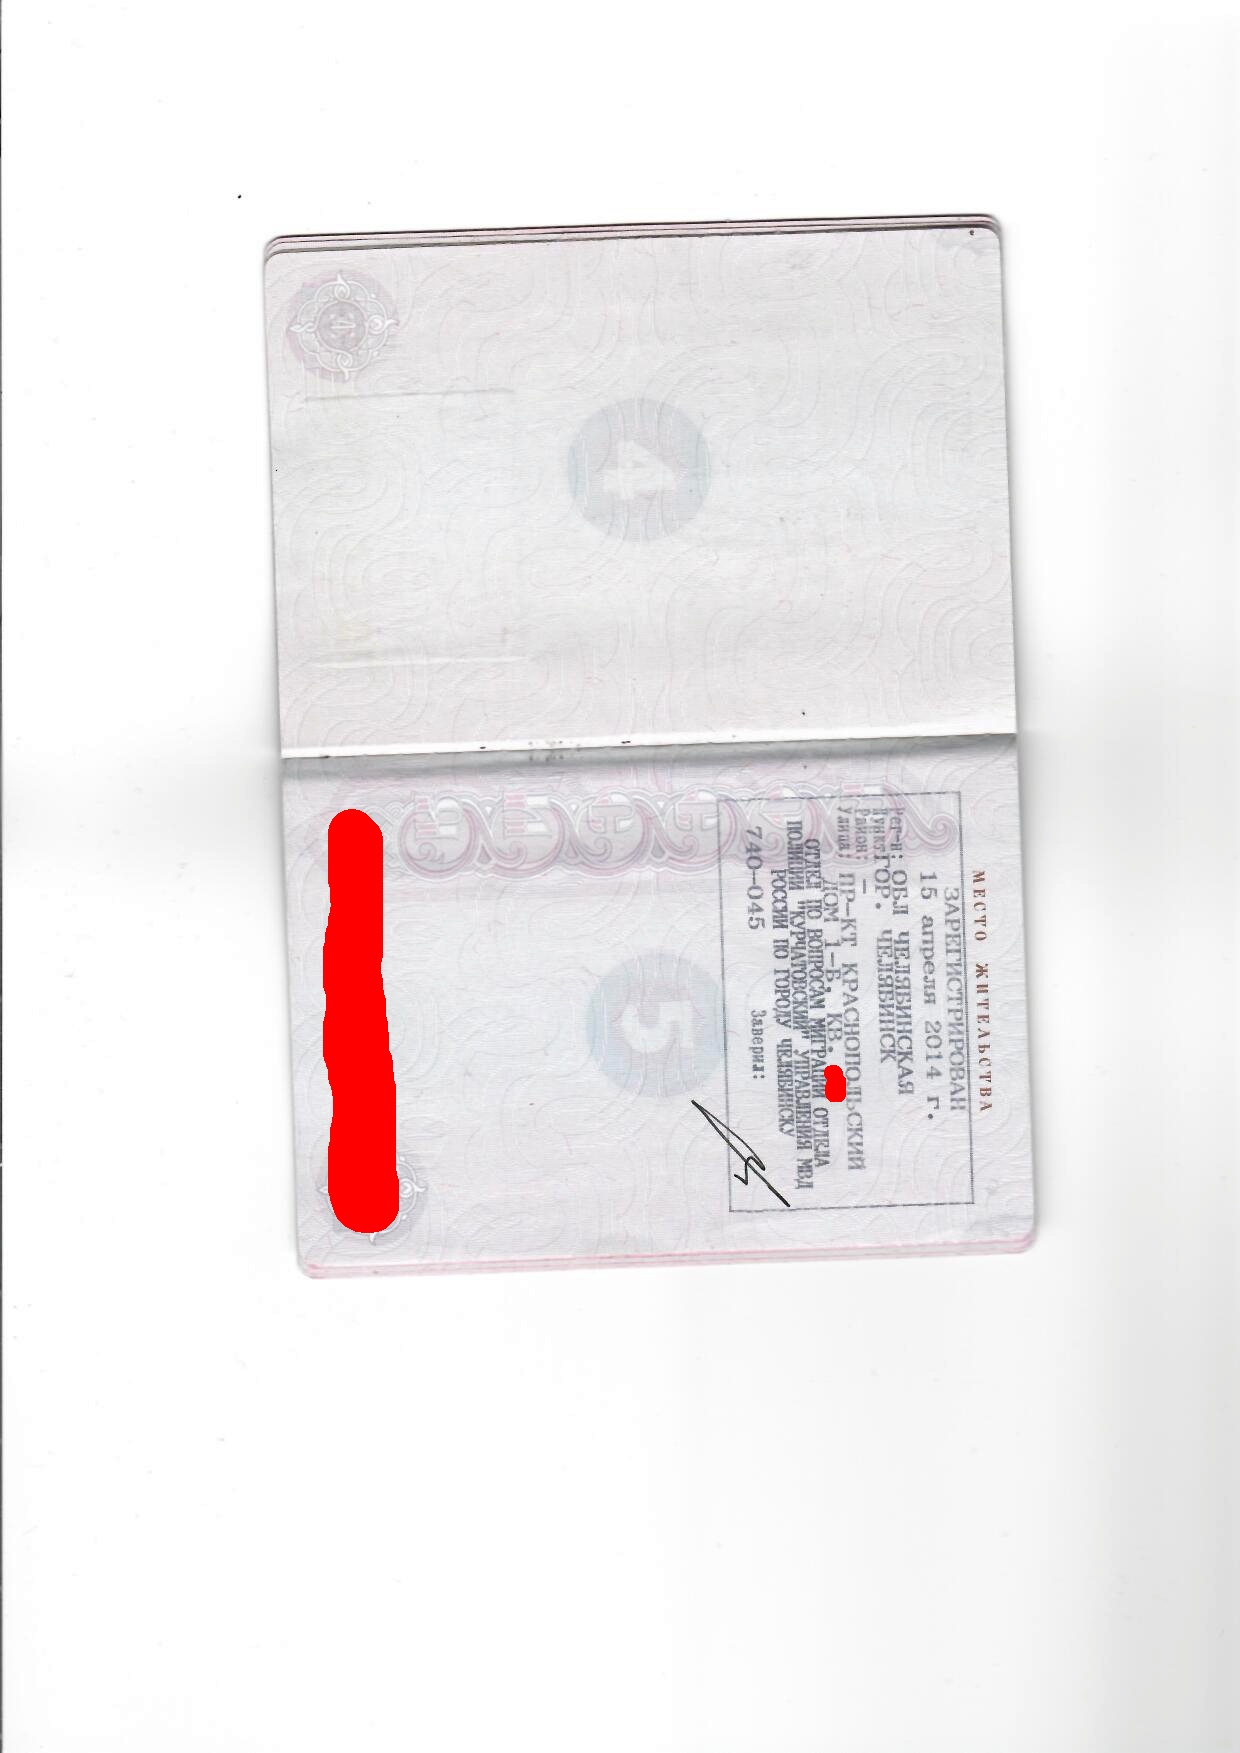 4
4
МЕСТО ЖИТЕЛЬСТВА
ЗАРЕГИСТРИРОВАН
15 апреля 2014 г.
Рег-н: ОБЛ ЧЕЛЯБИНСКАЯ
Пункт: ГОР. ЧЕЛЯБИНСК
Район: –
Улица: ПР-КТ КРАСНОПОЛЬСКИЙ
ДОМ 1-В, КВ.
ОТДЕЛ ПО ВОПРОСАМ МИГРАЦИИ ОТДЕЛА
ПОЛИЦИИ "КУРЧАТОВСКИЙ" УПРАВЛЕНИЯ МВД
РОССИИ ПО ГОРОДУ ЧЕЛЯБИНСКУ
740-045 Заверил:
5